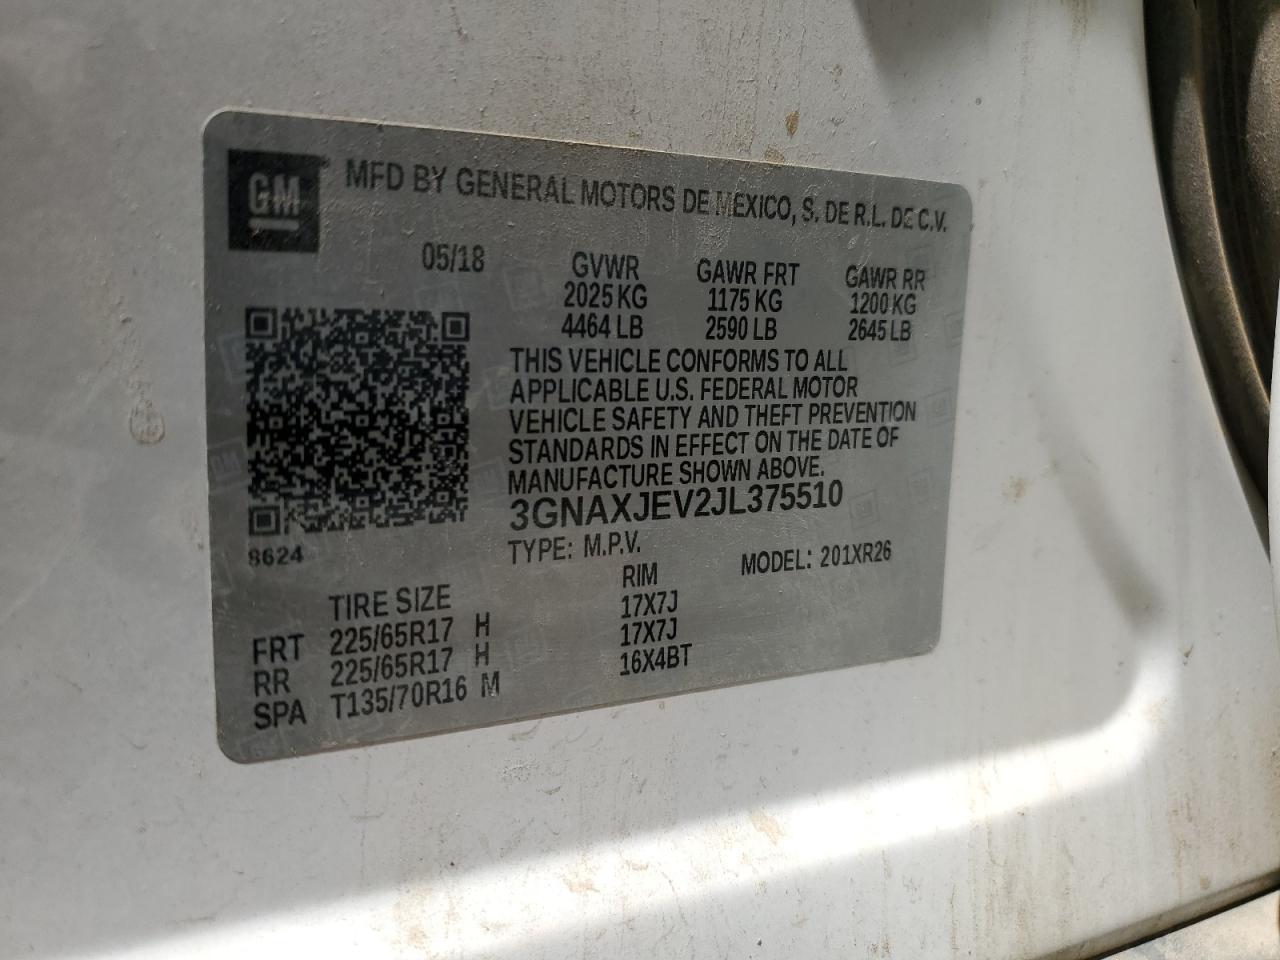 GM
MFD BY GENERAL MOTORS DE MEXICO, S. DE R.L. DE C.V.
05/18
GVWR GAWR FRT GAWR RR
2025 KG 1175 KG 1200 KG
4464 LB 2590 LB 2645 LB
THIS VEHICLE CONFORMS TO ALL
APPLICABLE U.S. FEDERAL MOTOR
VEHICLE SAFETY AND THEFT PREVENTION
STANDARDS IN EFFECT ON THE DATE OF
MANUFACTURE SHOWN ABOVE.
3GNAXJEV2JL375510
8624
TYPE: M.P.V. MODEL: 201XR26
TIRE SIZE RIM
FRT 225/65R17 H 17X7J
RR 225/65R17 H 17X7J
SPA T135/70R16 M 16X4BT